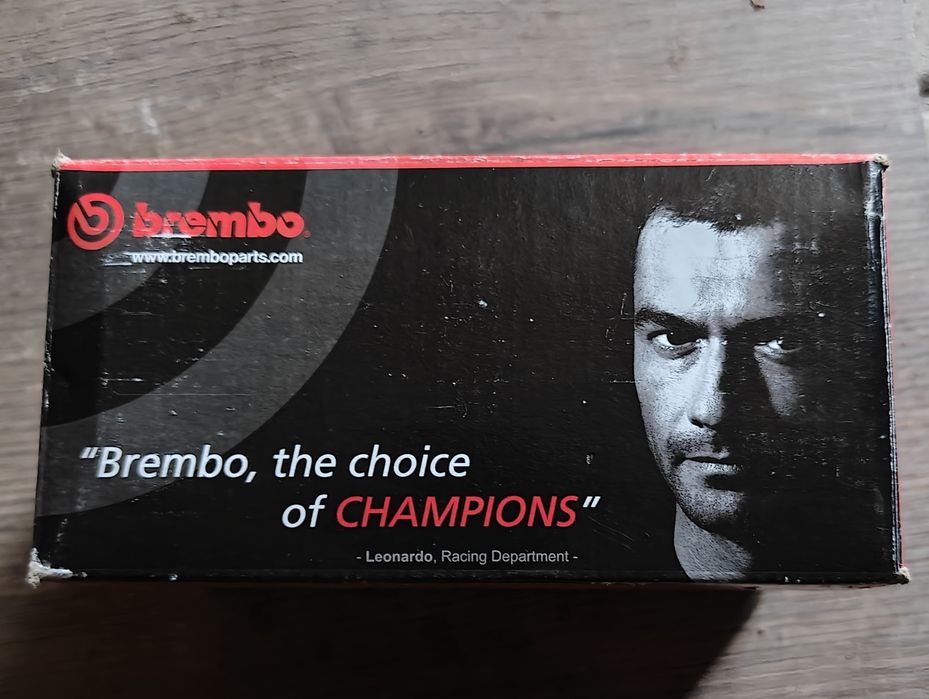 brembo
www.bremboparts.com
"Brembo, the choice
of CHAMPIONS"
- Leonardo, Racing Department -